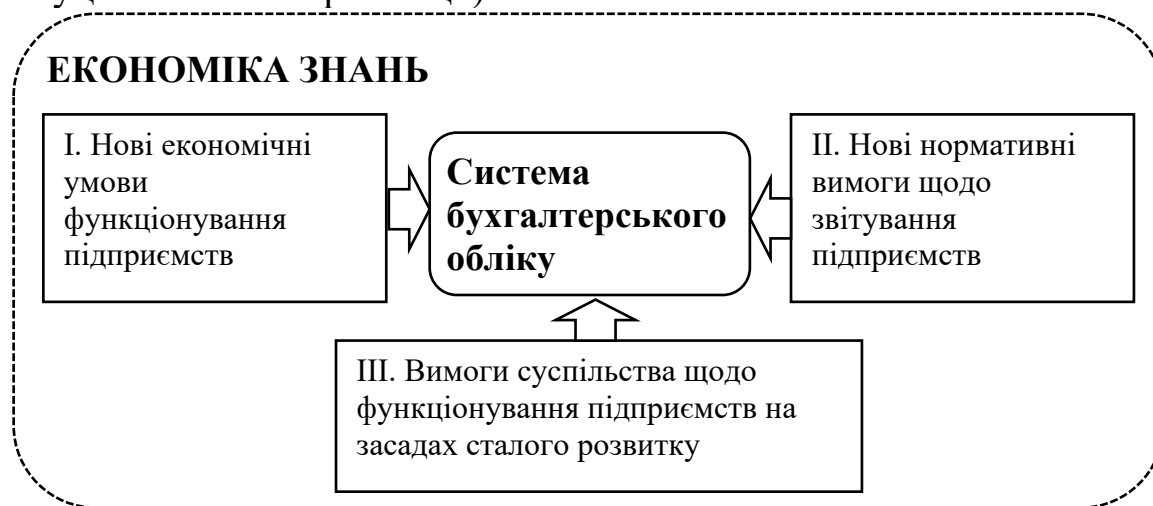 ЕКОНОМІКА ЗНАНЬ
І. Нові економічні
умови
функціонування
підприємств
Система
бухгалтерського
обліку
ІІ. Нові нормативні
вимоги щодо
звітування
підприємств
ІІІ. Вимоги суспільства щодо
функціонування підприємств на
засадах сталого розвитку